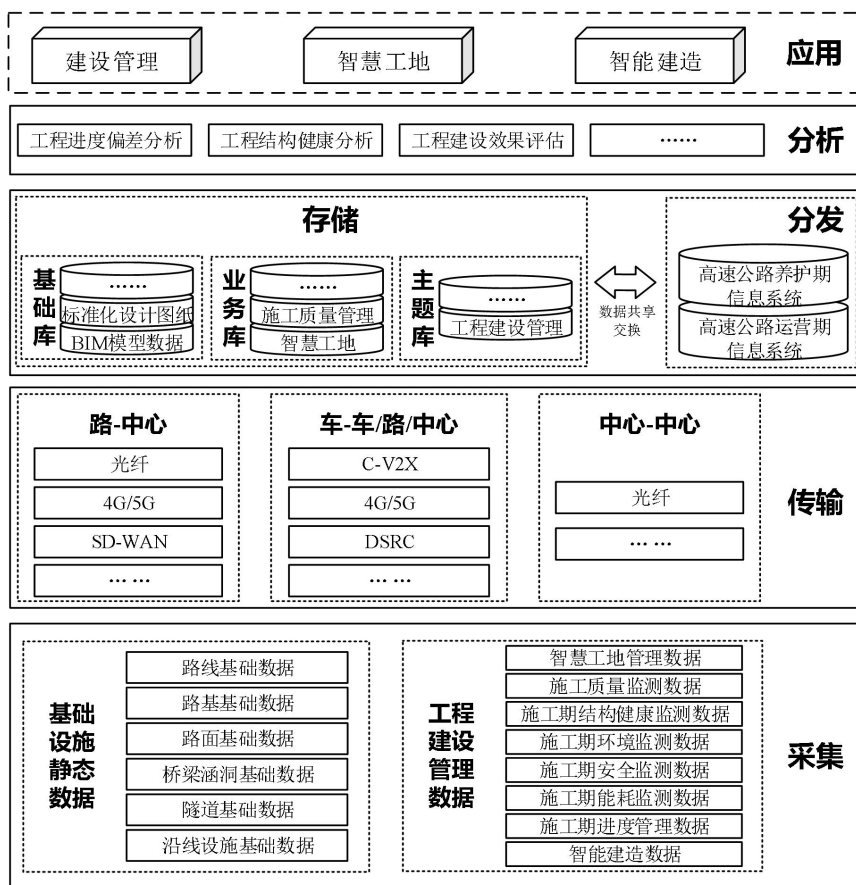 建设管理
智慧工地
智能建造
应用
工程进度偏差分析
工程结构健康分析
工程建设效果评估
……
分析
存储
基础库
……
标准化设计图纸
BIM模型数据
业务库
……
施工质量管理
智慧工地
主题库
……
工程建设管理
数据共享
交换
分发
高速公路养护期
信息系统
高速公路运营期
信息系统
路-中心
光纤
4G/5G
SD-WAN
… …
车-车/路/中心
C-V2X
4G/5G
DSRC
… …
中心-中心
光纤
… …
传输
基础
设施
静态
数据
路线基础数据
路基基础数据
路面基础数据
桥梁涵洞基础数据
隧道基础数据
沿线设施基础数据
工程
建设
管理
数据
智慧工地管理数据
施工质量监测数据
施工期结构健康监测数据
施工期环境监测数据
施工期安全监测数据
施工期能耗监测数据
施工期进度管理数据
智能建造数据
采集